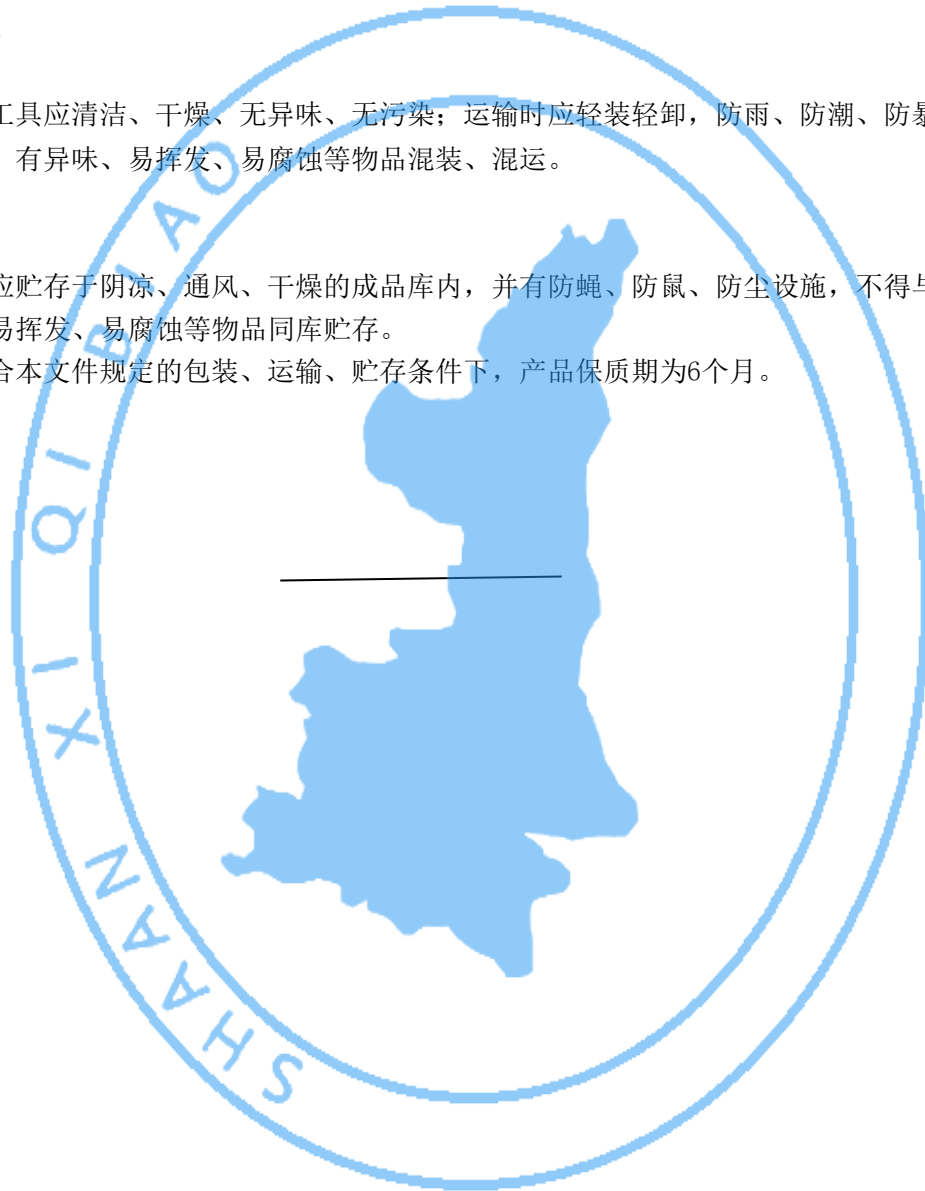 工具应清洁、干燥、无异味、无污染；运输时应轻装轻卸，防雨、防潮、防暴
有异味、易挥发、易腐蚀等物品混装、混运。
应贮存于阴凉、通风、干燥的成品库内，并有防蝇、防鼠、防尘设施，不得与
易挥发、易腐蚀等物品同库贮存。
合本文件规定的包装、运输、贮存条件下，产品保质期为6个月。
SHAAN XI QI BIAO